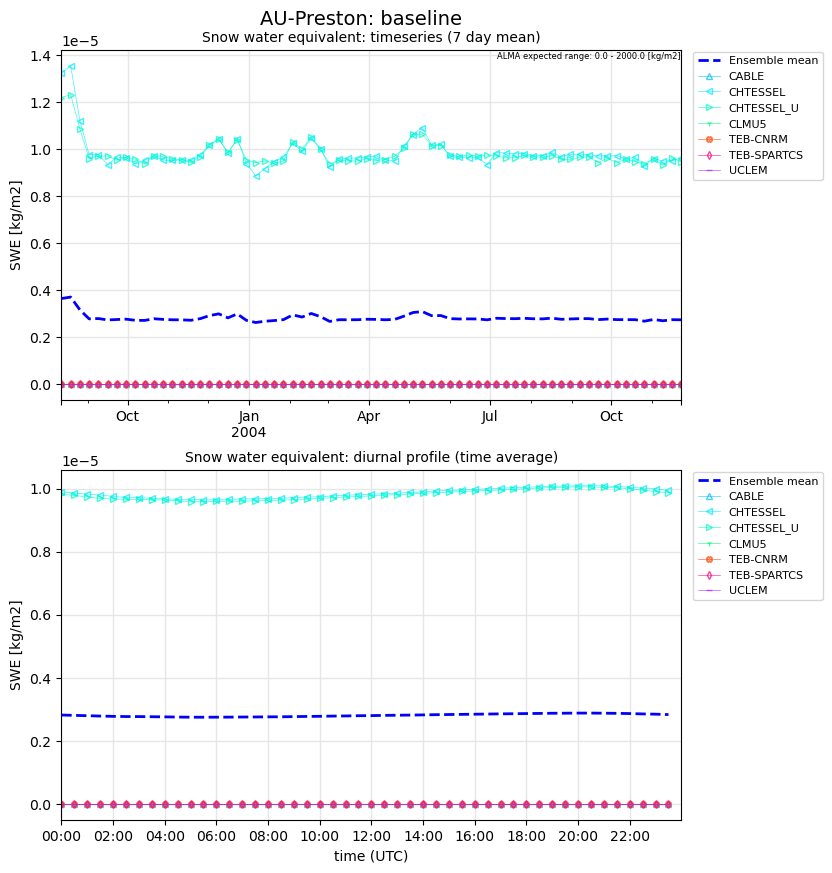 AU-Preston: baseline
Snow water equivalent: timeseries (7 day mean)
1e−5
ALMA expected range: 0.0 - 2000.0 [kg/m2]
1.4
1.2
1.0
0.8
0.6
0.4
0.2
0.0
SWE [kg/m2]
Oct
Jan
2004
Apr
Jul
Oct
Ensemble mean
CABLE
CHTESSEL
CHTESSEL_U
CLMU5
TEB-CNRM
TEB-SPARTCS
UCLEM
Snow water equivalent: diurnal profile (time average)
1e−5
1.0
0.8
0.6
0.4
0.2
0.0
SWE [kg/m2]
00:00
02:00
04:00
06:00
08:00
10:00
12:00
14:00
16:00
18:00
20:00
22:00
time (UTC)
Ensemble mean
CABLE
CHTESSEL
CHTESSEL_U
CLMU5
TEB-CNRM
TEB-SPARTCS
UCLEM